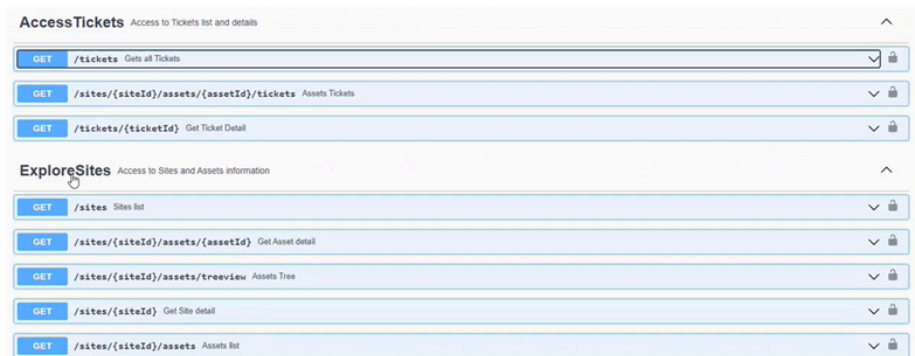 AccessTickets Access to Tickets list and details
GET /tickets Gets all Tickets
GET /sites/{siteId}/assets/{assetId}/tickets Assets Tickets
GET /tickets/{ticketId} Get Ticket Detail
ExploreSites Access to Sites and Assets information
GET /sites Sites list
GET /sites/{siteId}/assets/{assetId} Get Asset detail
GET /sites/{siteId}/assets/treeview Assets Tree
GET /sites/{siteId} Get Site detail
GET /sites/{siteId}/assets Assets list